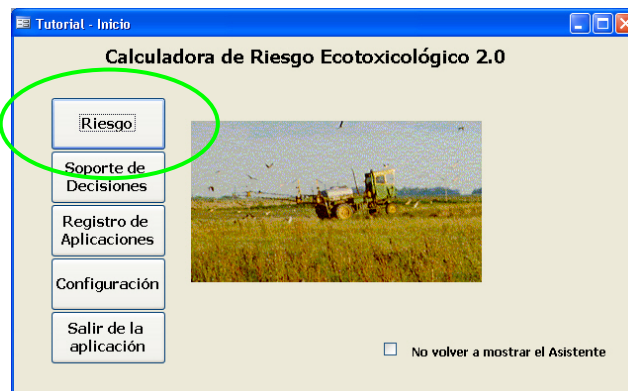 Tutorial - Inicio
Calculadora de Riesgo Ecotoxicológico 2.0
Riesgo
Soporte de
Decisiones
Registro de
Aplicaciones
Configuración
Salir de la
aplicación
No volver a mostrar el Asistente